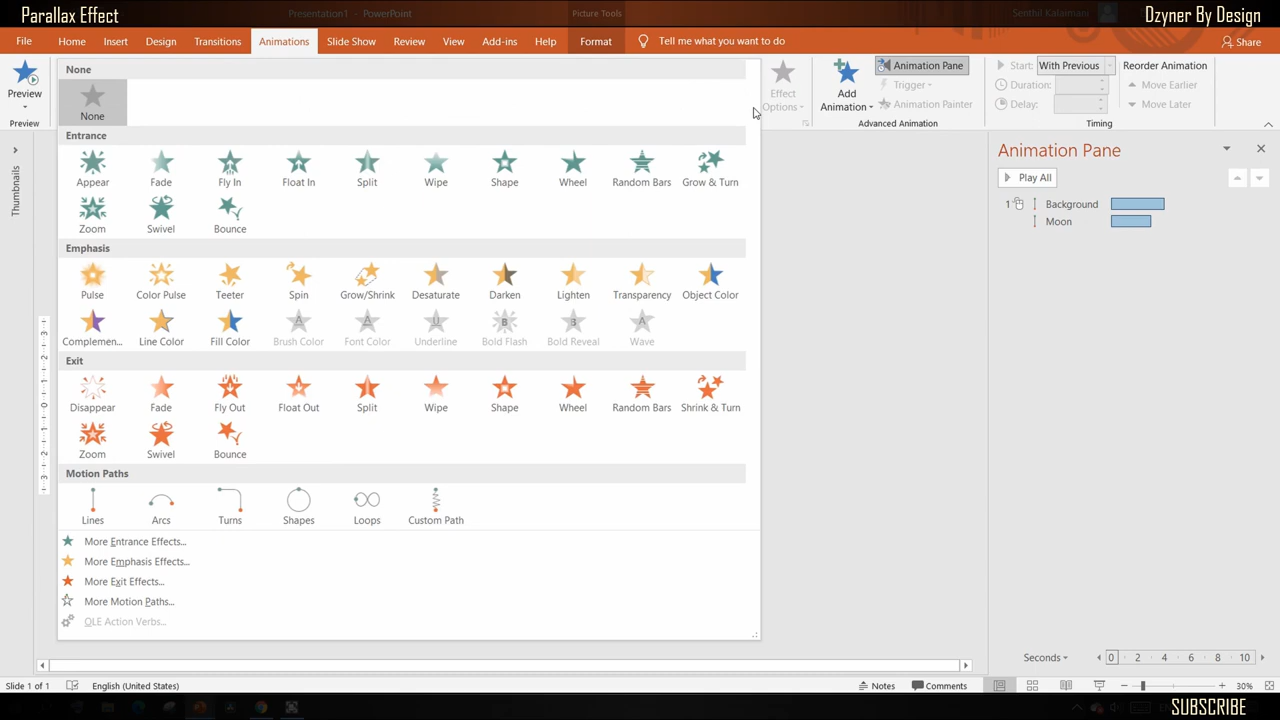 Parallax Effect
Presentation1 - PowerPoint
Picture Tools
Senthil Kalaimani
Dzyner By Design
File Home Insert Design Transitions Animations Slide Show Review View Add-ins Help Format Tell me what you want to do Share
Preview
Preview
None
None
Entrance
Appear Fade Fly In Float In Split Wipe Shape Wheel Random Bars Grow & Turn
Zoom Swivel Bounce
Emphasis
Pulse Color Pulse Teeter Spin Grow/Shrink Desaturate Darken Lighten Transparency Object Color
Complemen... Line Color Fill Color Brush Color Font Color Underline Bold Flash Bold Reveal Wave
Exit
Disappear Fade Fly Out Float Out Split Wipe Shape Wheel Random Bars Shrink & Turn
Zoom Swivel Bounce
Motion Paths
Lines Arcs Turns Shapes Loops Custom Path
More Entrance Effects...
More Emphasis Effects...
More Exit Effects...
More Motion Paths...
OLE Action Verbs...
Effect
Options
Add
Animation
Animation Pane
Trigger
Animation Painter
Advanced Animation
Start: With Previous
Duration:
Delay:
Timing
Reorder Animation
Move Earlier
Move Later
Thumbnails
3 2 1 0 1 2 3
Animation Pane
Play All
1 Background
Moon
Seconds 0 2 4 6 8 10
Slide 1 of 1 English (United States) Notes Comments 30%
SUBSCRIBE